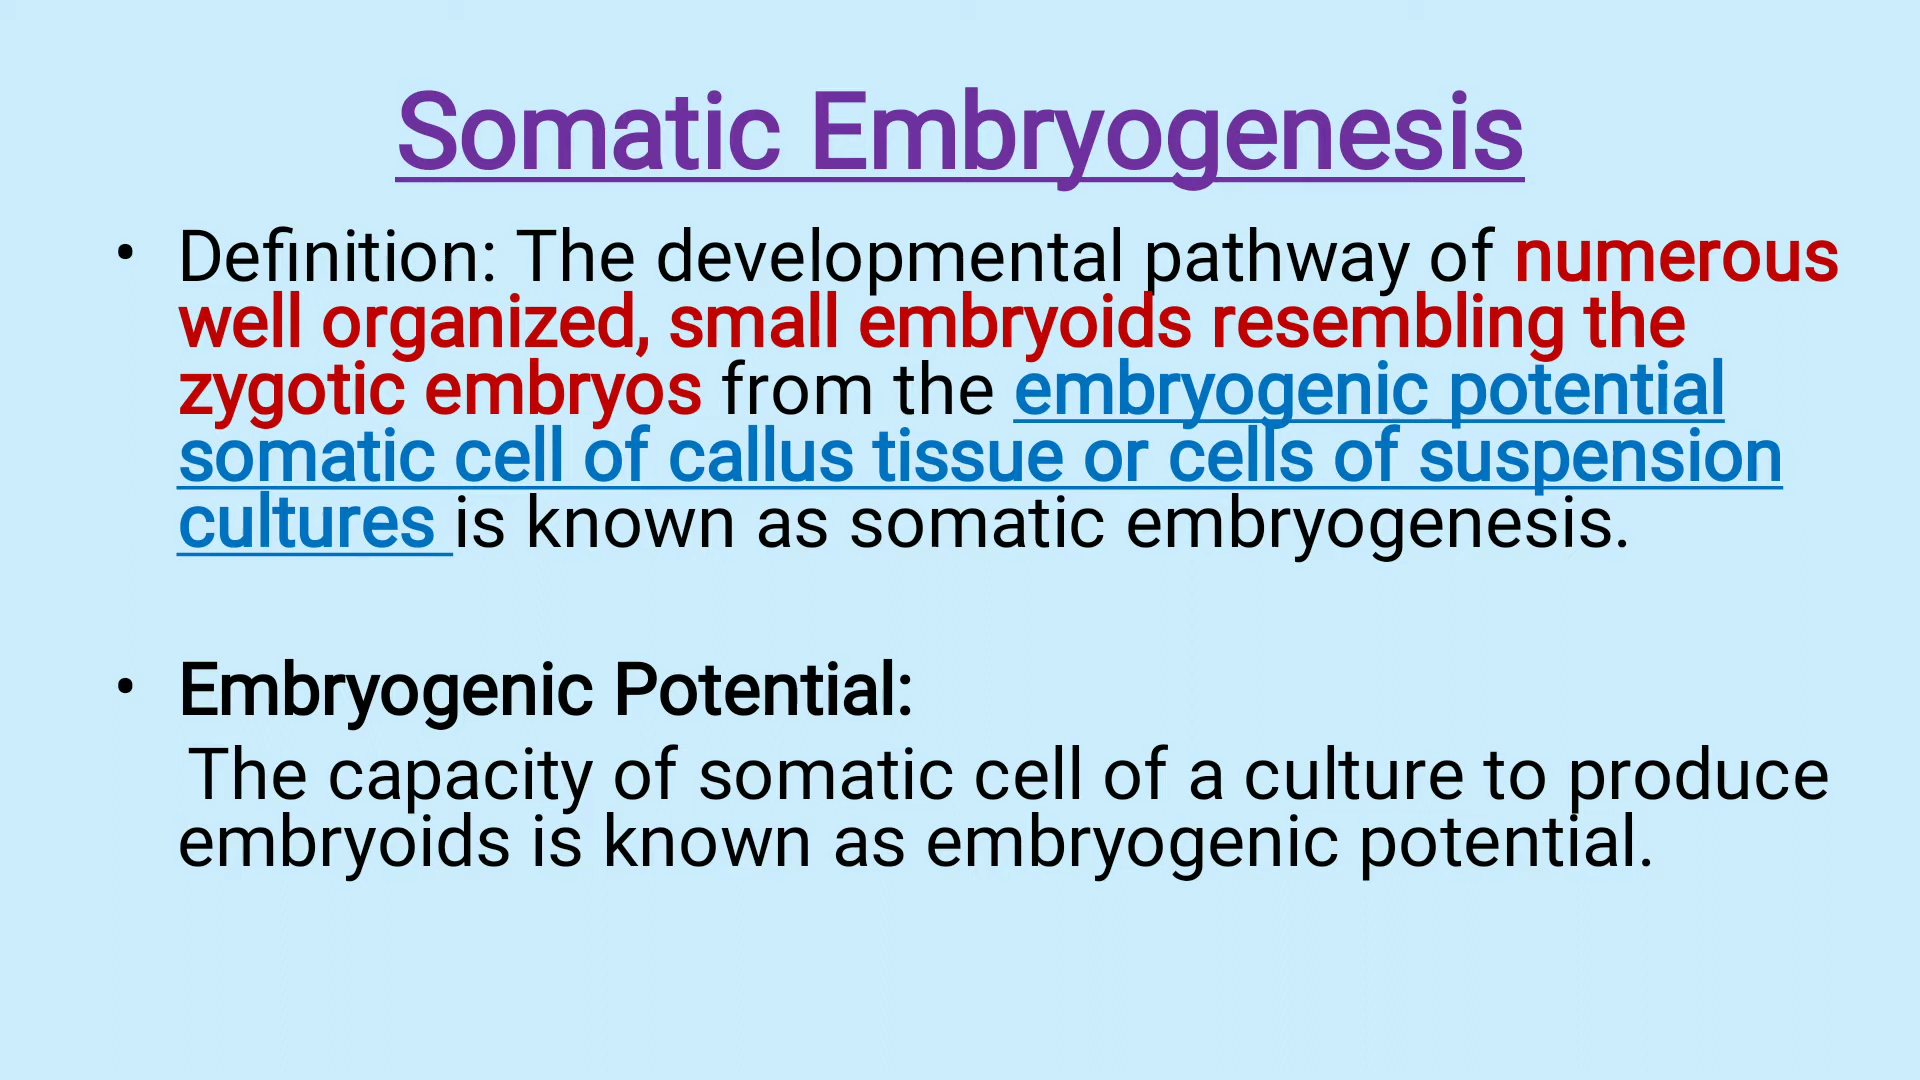 Somatic Embryogenesis
• Definition: The developmental pathway of numerous
well organized, small embryoids resembling the
zygotic embryos from the embryogenic potential
somatic cell of callus tissue or cells of suspension
cultures is known as somatic embryogenesis.
• Embryogenic Potential:
The capacity of somatic cell of a culture to produce
embryoids is known as embryogenic potential.